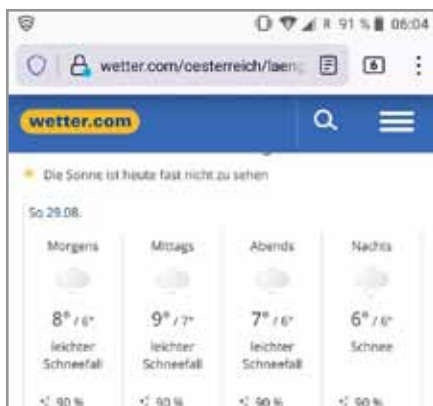 R 91 % 06:04
wetter.com/oesterreich/laeng
6
wetter.com
Die Sonne ist heute fast nicht zu sehen
So 29.08.
Morgens Mittags Abends Nachts
8° / 6° 9° / 7° 7° / 6° 6° / 6°
leichter leichter leichter Schnee
Schneefall Schneefall Schneefall
90 % 90 % 90 % 90 %